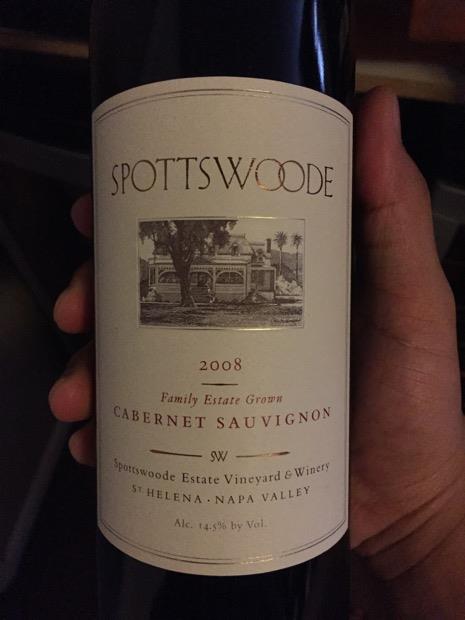 SPOTTSWOODE
2008
Family Estate Grown
CABERNET SAUVIGNON
SW
Spottswoode Estate Vineyard & Winery
ST HELENA · NAPA VALLEY
Alc. 14.5% by Vol.